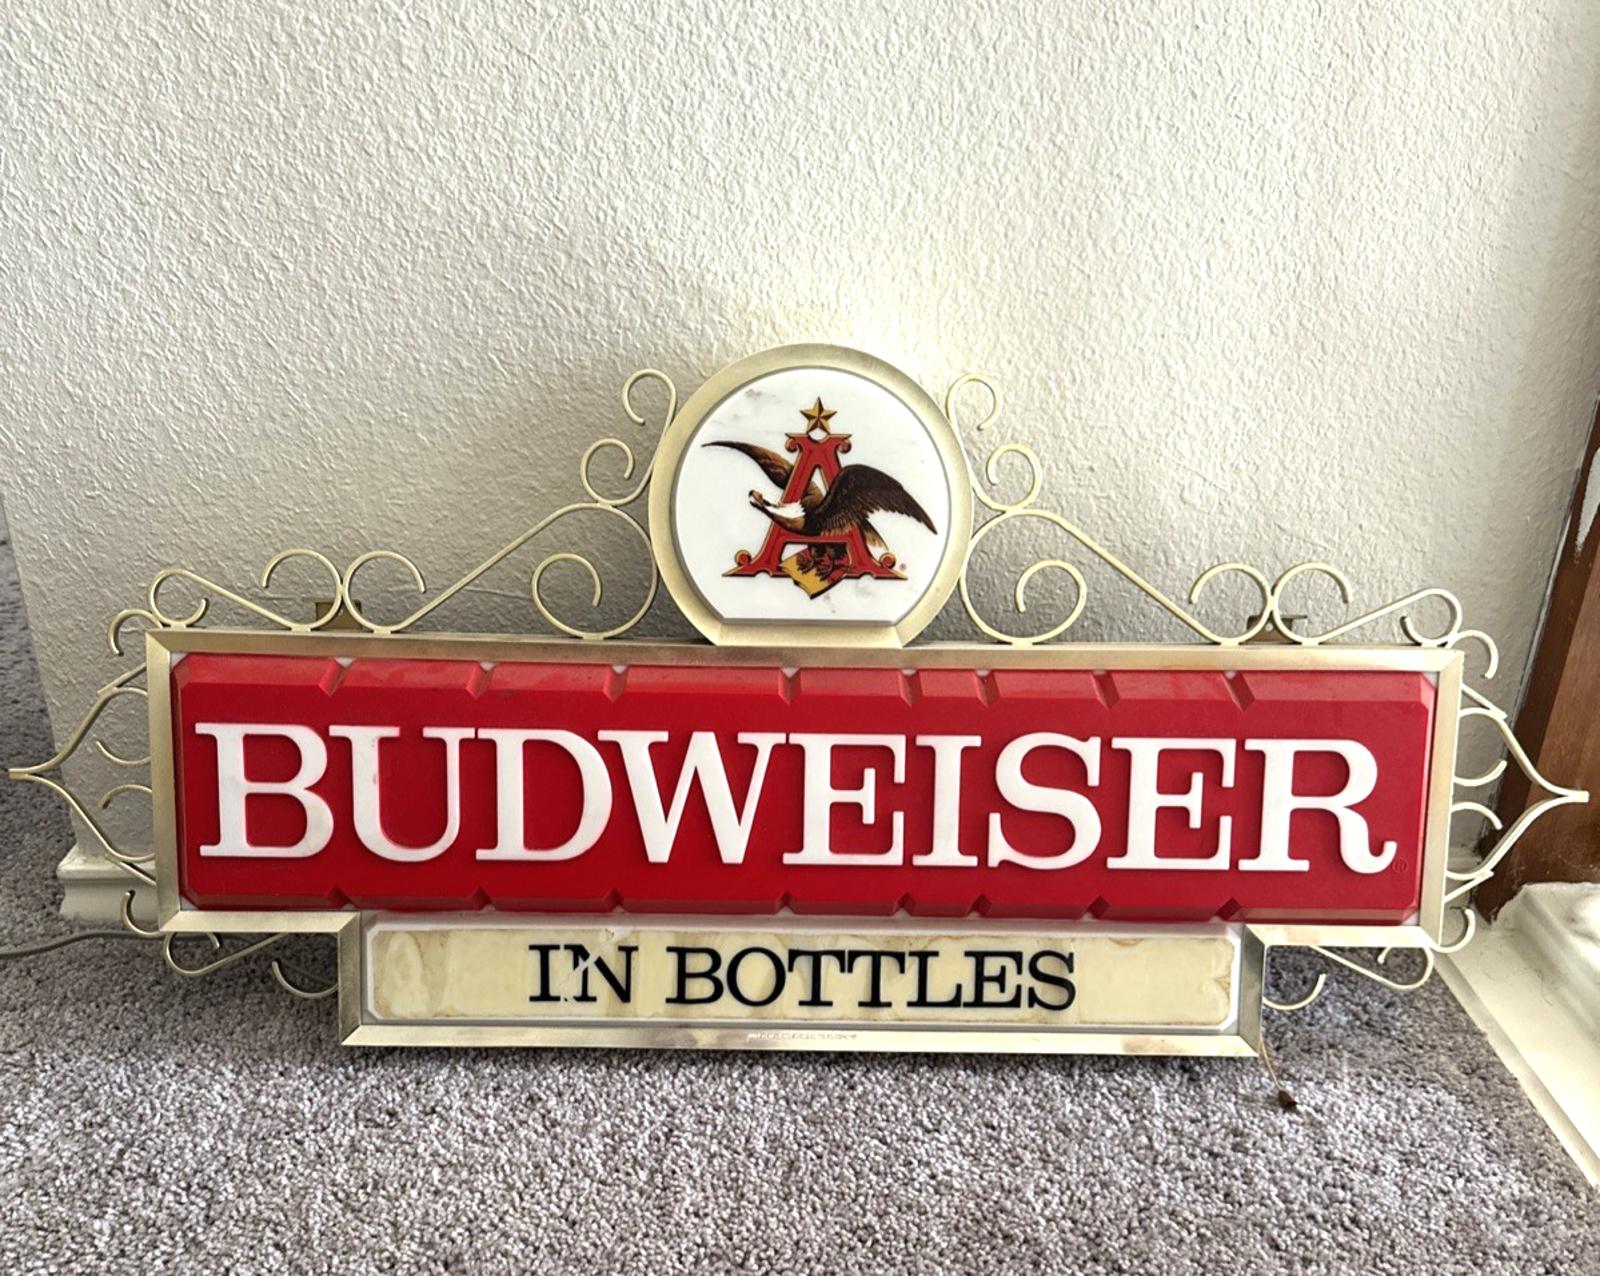 A
BUDWEISER
IN BOTTLES